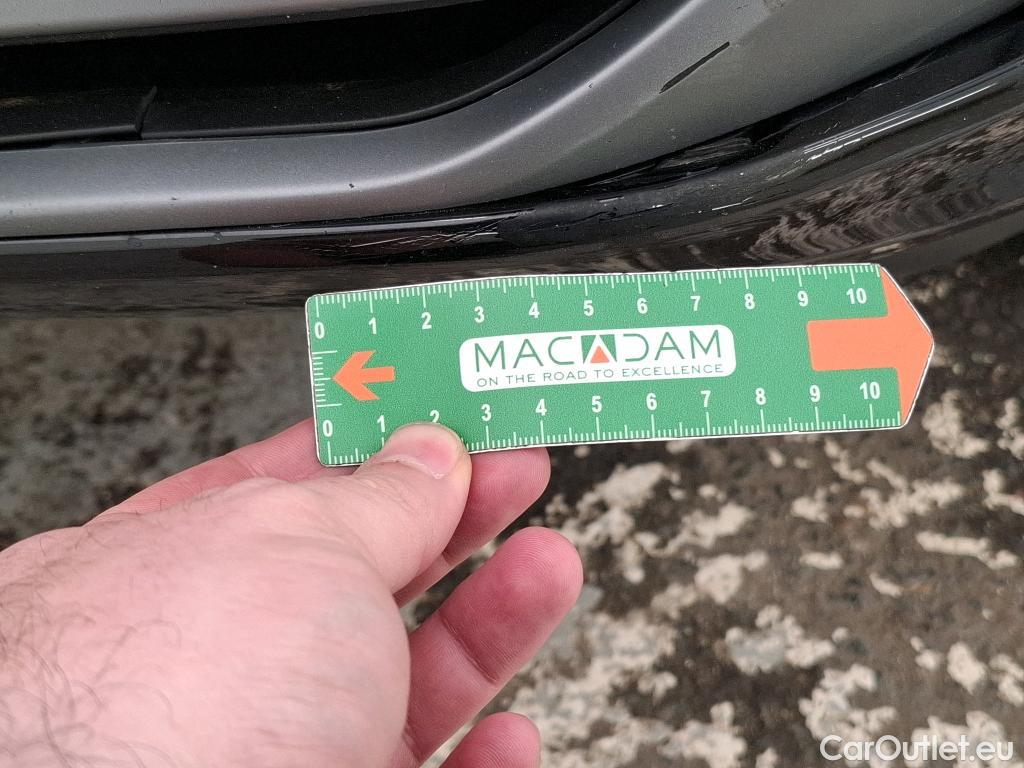 0 1 2 3 4 5 6 7 8 9 10
MACADAM
ON THE ROAD TO EXCELLENCE
0 1 2 3 4 5 6 7 8 9 10
CarOutlet.eu